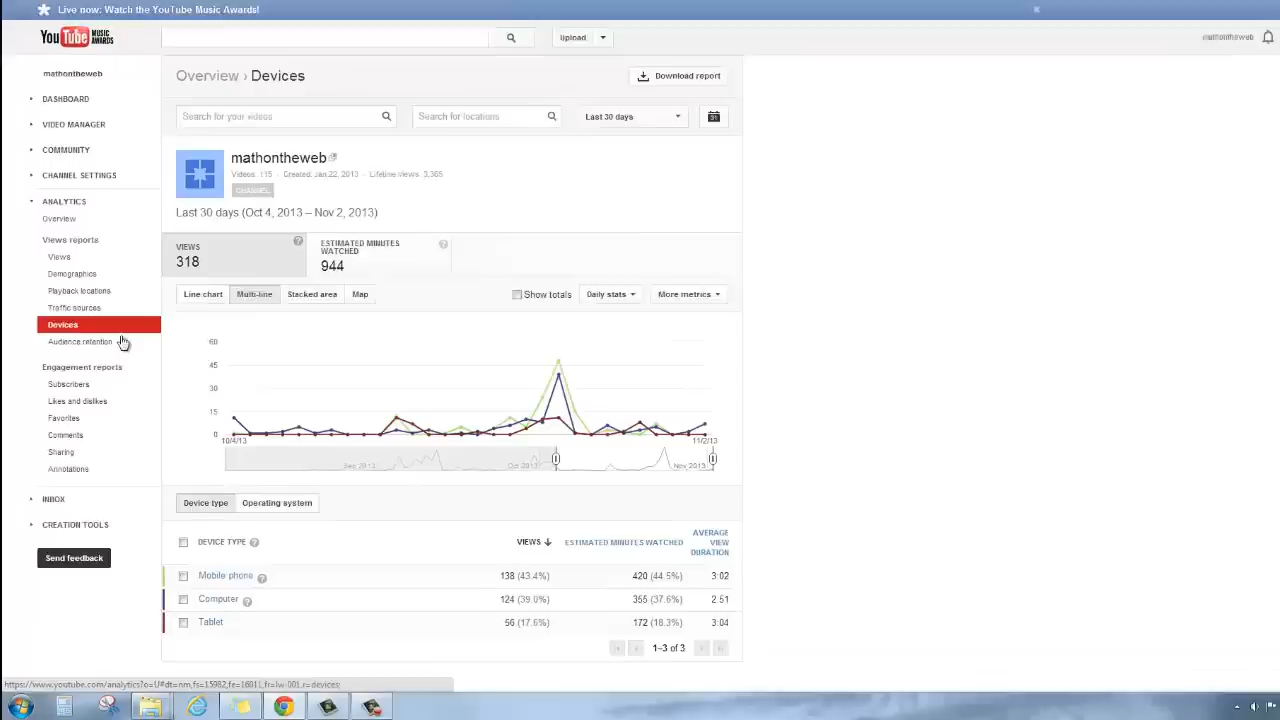 Live now: Watch the YouTube Music Awards!
YouTube MUSIC AWARDS
Upload
mathontheweb
mathontheweb
DASHBOARD
VIDEO MANAGER
COMMUNITY
CHANNEL SETTINGS
ANALYTICS
Overview
Views reports
Views
Demographics
Playback locations
Traffic sources
Devices
Audience retention
Engagement reports
Subscribers
Likes and dislikes
Favorites
Comments
Sharing
Annotations
INBOX
CREATION TOOLS
Send feedback
Overview › Devices
Download report
Search for your videos
Search for locations
Last 30 days
31
mathontheweb
Videos: 115 · Created: Jan 22, 2013 · Lifetime views: 3,365
CHANNEL
Last 30 days (Oct 4, 2013 – Nov 2, 2013)
VIEWS
318
ESTIMATED MINUTES WATCHED
944
Line chart Multi-line Stacked area Map
Show totals Daily stats More metrics
60
45
30
15
0
10/4/13 11/2/13
Sep 2013 Oct 2013 Nov 2013
Device type Operating system
DEVICE TYPE VIEWS ESTIMATED MINUTES WATCHED AVERAGE VIEW DURATION
Mobile phone 138 (43.4%) 420 (44.5%) 3:02
Computer 124 (39.0%) 355 (37.6%) 2:51
Tablet 56 (17.6%) 172 (18.3%) 3:04
1–3 of 3